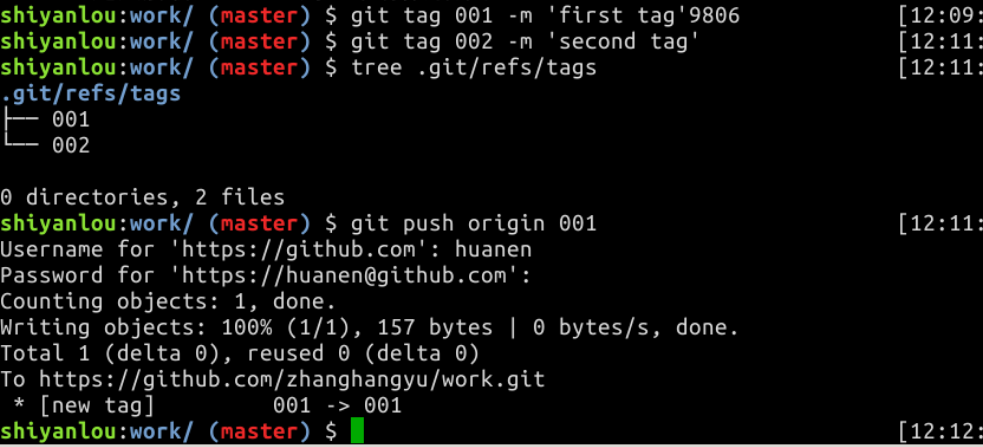 shiyanlou:work/ (master) $ git tag 001 -m 'first tag'9806 [12:09:
shiyanlou:work/ (master) $ git tag 002 -m 'second tag' [12:11:
shiyanlou:work/ (master) $ tree .git/refs/tags [12:11:
.git/refs/tags
├── 001
└── 002
0 directories, 2 files
shiyanlou:work/ (master) $ git push origin 001 [12:11:
Username for 'https://github.com': huanen
Password for 'https://huanen@github.com':
Counting objects: 1, done.
Writing objects: 100% (1/1), 157 bytes | 0 bytes/s, done.
Total 1 (delta 0), reused 0 (delta 0)
To https://github.com/zhanghangyu/work.git
 * [new tag]         001 -> 001
shiyanlou:work/ (master) $ [12:12: